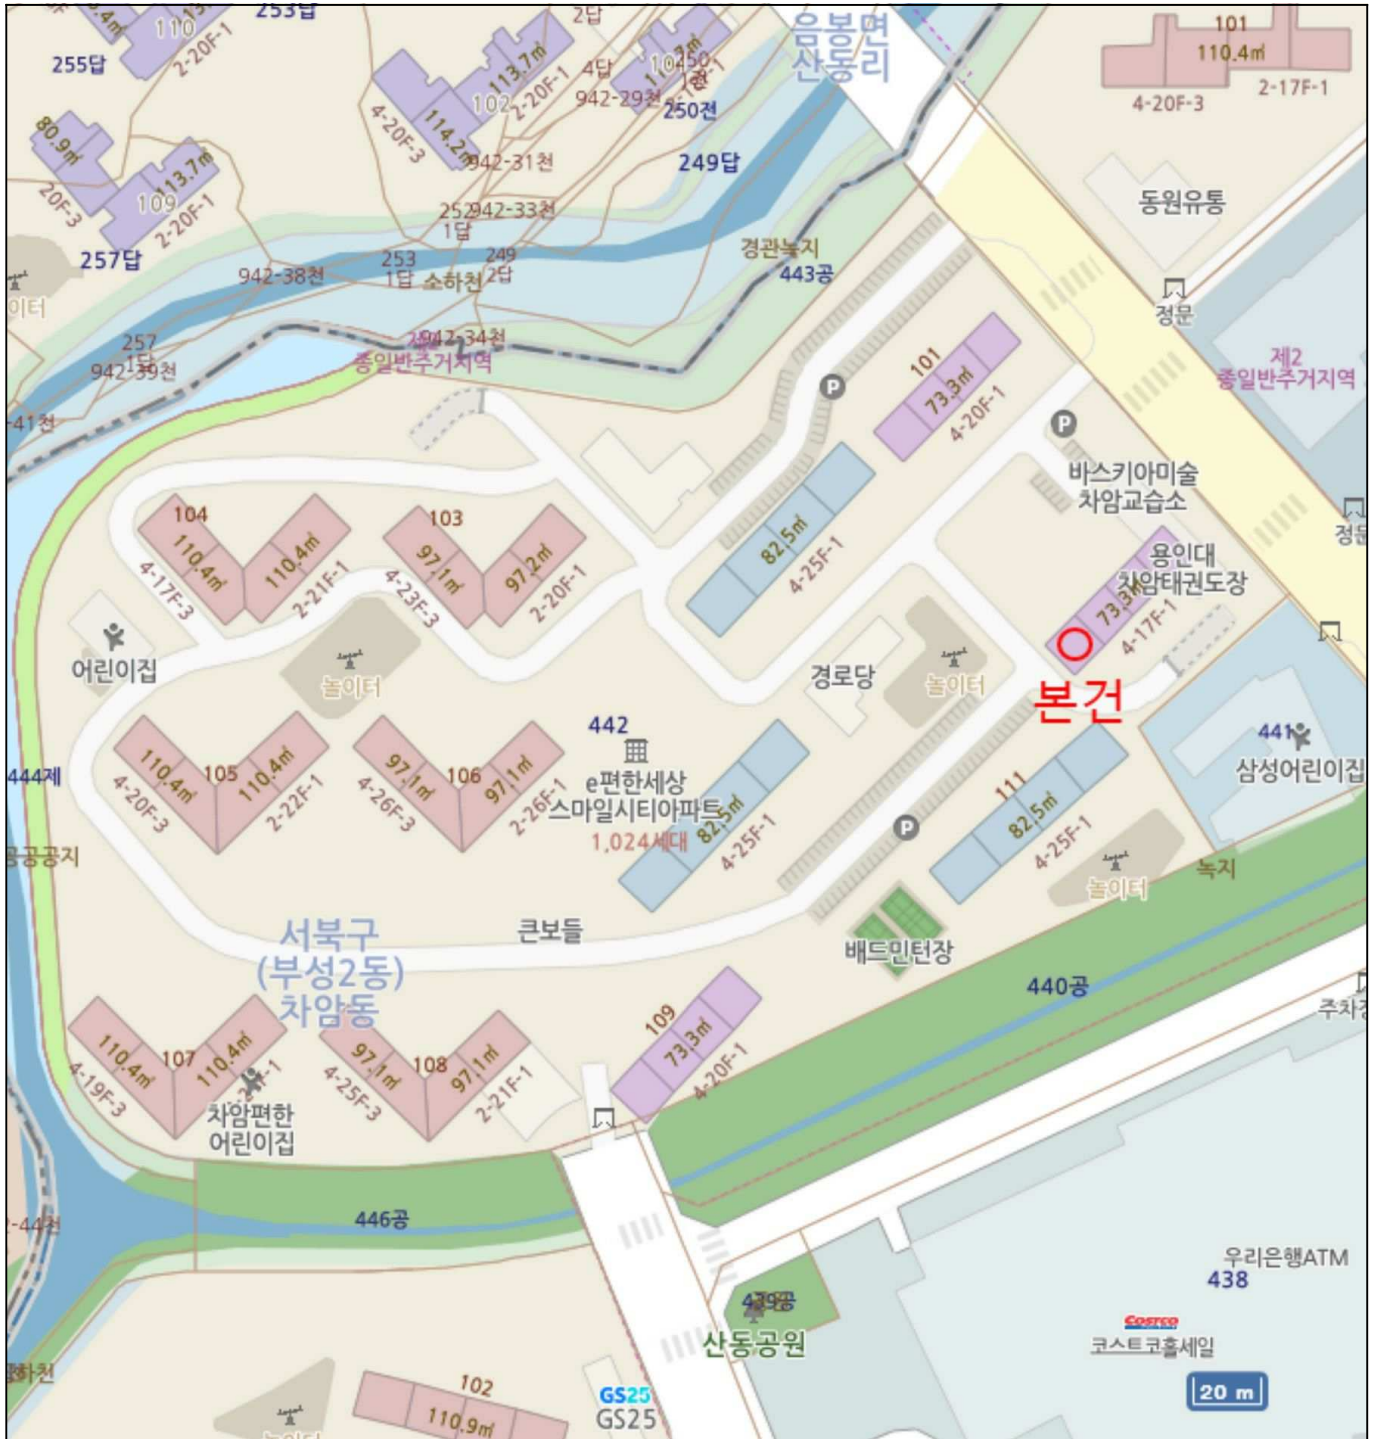 253답
2답
음봉면
산동리
101
110.4㎡
4-20F-3
2-17F-1
110
2-20F-1
255답
113.7㎡
2-20F-1
102
114.2㎡
4-20F-3
4답
942-29천
250전
249답
942-31천
80.9㎡
20F-3
113.7㎡
109
2-20F-1
257답
942-33천
1답
동원유통
경관녹지
443공
253
1답
249
2답
소하천
942-38천
정문
942-34천
종일반주거지역
257
942-39천
제2
종일반주거지역
101
73.3㎡
4-20F-1
P
P
바스키아미술
차암교습소
104
110.4㎡
110.4㎡
4-17F-3
2-21F-1
103
97.1㎡
97.2㎡
4-23F-3
2-20F-1
82.5㎡
4-25F-1
용인대
차암태권도장
4-17F-1
어린이집
놀이터
경로당
놀이터
본건
442
e편한세상
스마일시티아파트
1,024세대
105
110.4㎡
110.4㎡
4-20F-3
2-22F-1
106
97.1㎡
97.1㎡
4-26F-3
2-26F-1
82.5㎡
4-25F-1
111
82.5㎡
4-25F-1
P
441
삼성어린이집
444제
놀이터
녹지
서북구
(부성2동)
차암동
큰보들
배드민턴장
440공
107
110.4㎡
110.4㎡
4-19F-3
108
97.1㎡
97.1㎡
4-25F-3
2-21F-1
109
73.3㎡
4-20F-1
차암편한
어린이집
446공
우리은행ATM
438
산동공원
Costco
코스트코홀세일
20 m
102
110.9㎡
GS25
GS25